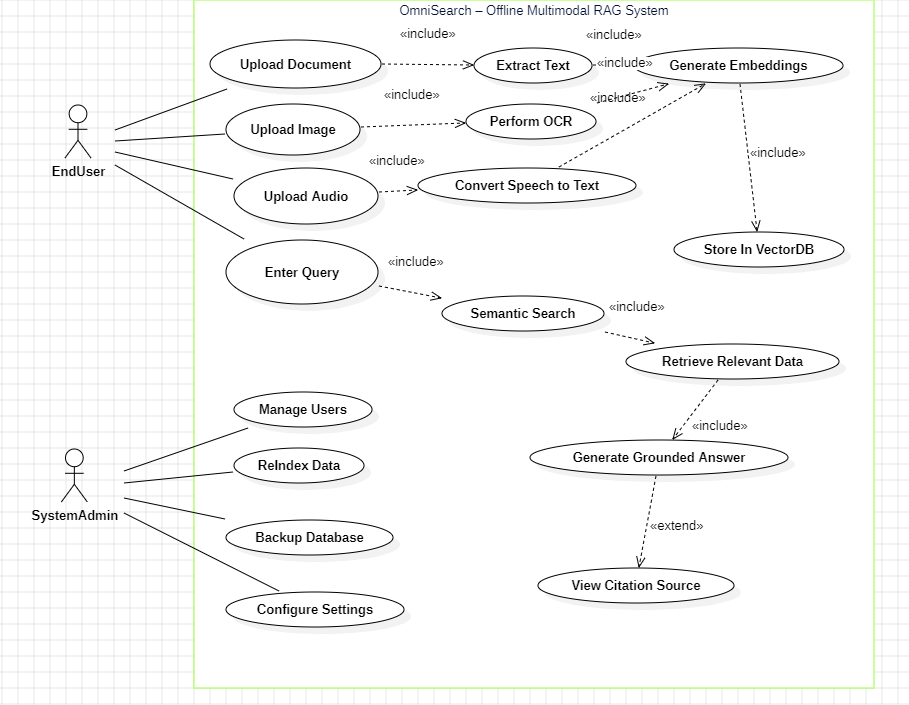 OmniSearch – Offline Multimodal RAG System
«include»
«include»
Upload Document
Extract Text
«include»
Generate Embeddings
«include»
«include»
Upload Image
Perform OCR
EndUser
«include»
«include»
Upload Audio
Convert Speech to Text
Store In VectorDB
Enter Query
«include»
Semantic Search
«include»
Retrieve Relevant Data
Manage Users
«include»
ReIndex Data
Generate Grounded Answer
SystemAdmin
Backup Database
«extend»
View Citation Source
Configure Settings